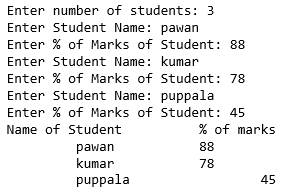 Enter number of students: 3
Enter Student Name: pawan
Enter % of Marks of Student: 88
Enter Student Name: kumar
Enter % of Marks of Student: 78
Enter Student Name: puppala
Enter % of Marks of Student: 45
Name of Student          % of marks
         pawan           88
         kumar           78
         puppala                 45